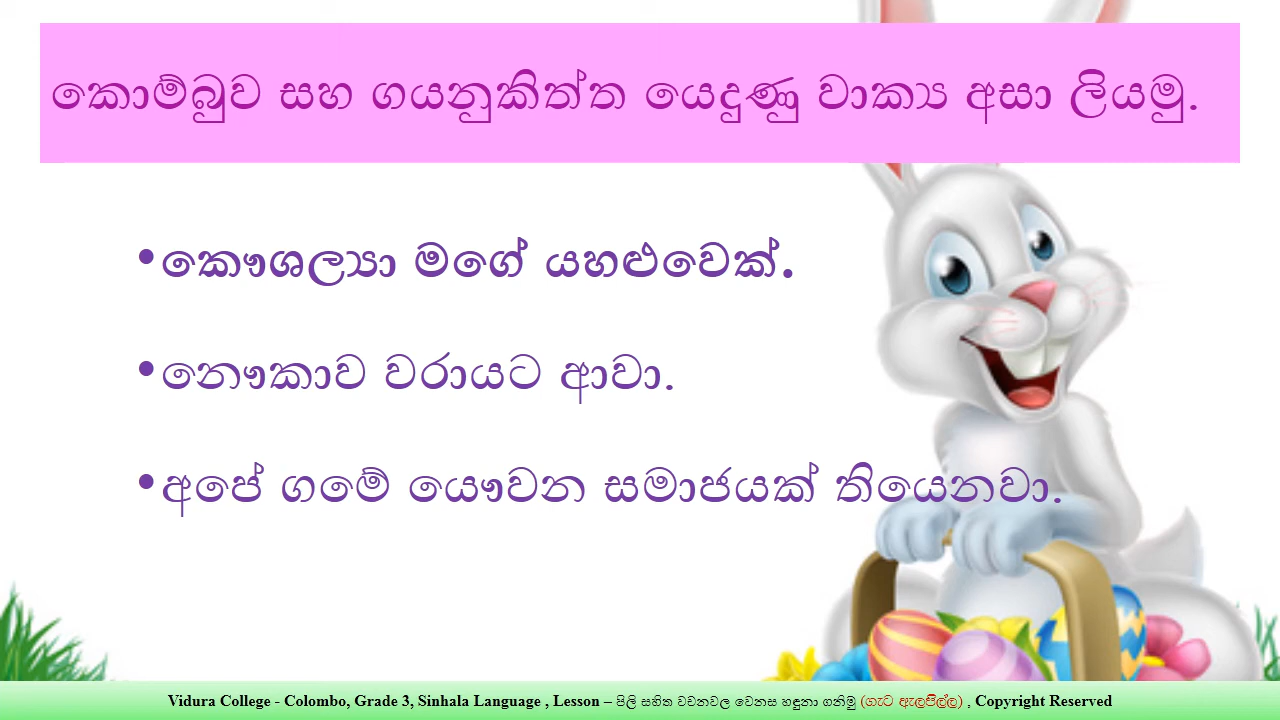 කොම්බුව සහ ගයනුකිත්ත යෙදුණු වාක්‍ය අසා ලියමු.
•කෞශල්‍යා මගේ යහළුවෙක්.
•නෞකාව වරායට ආවා.
•අපේ ගමේ යෞවන සමාජයක් තියෙනවා.
Vidura College - Colombo, Grade 3, Sinhala Language , Lesson – පිලි සහිත වචනවල වෙනස හඳුනා ගනිමු (ගැට ඇලපිල්ල) , Copyright Reserved